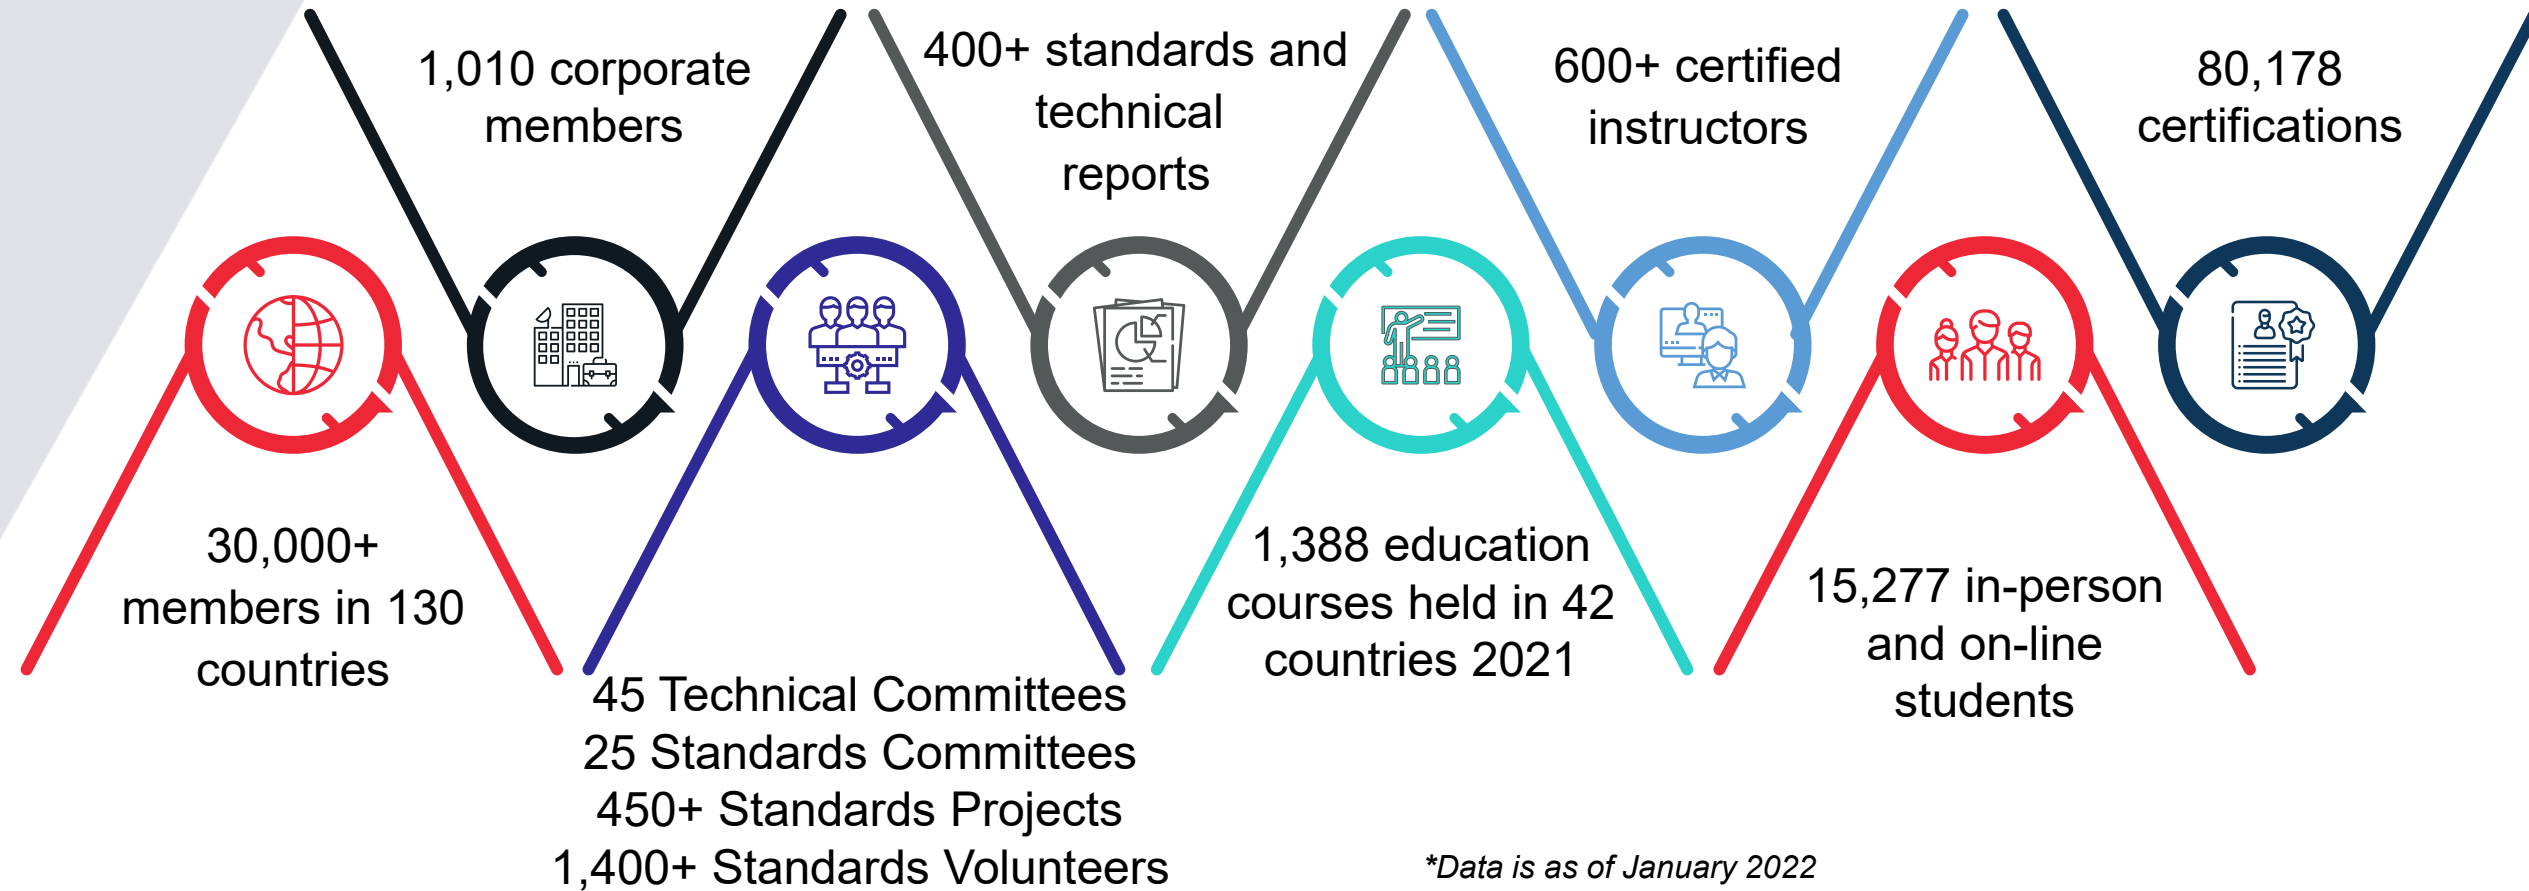 1,010 corporate
members
400+ standards and
technical
reports
600+ certified
instructors
80,178
certifications
30,000+
members in 130
countries
45 Technical Committees
25 Standards Committees
450+ Standards Projects
1,400+ Standards Volunteers
1,388 education
courses held in 42
countries 2021
15,277 in-person
and on-line
students
*Data is as of January 2022